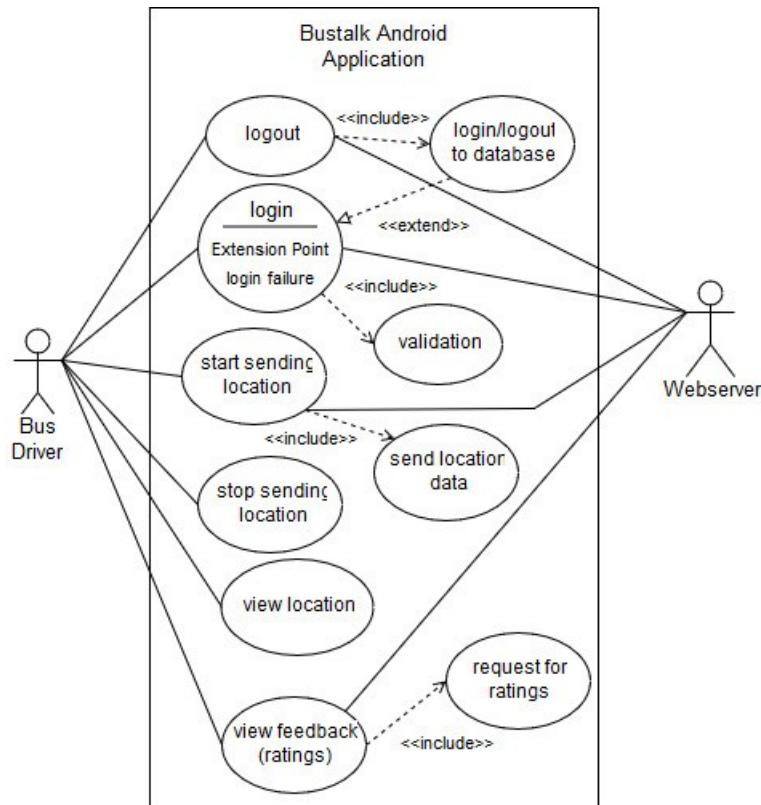 Bustalk Android
Application
<<include>>
logout
login/logout
to database
login
<<extend>>
Extension Point
login failure
<<include>>
validation
start sending
location
Webserver
Bus
Driver
<<include>>
send location
data
stop sending
location
view location
request for
ratings
view feedback
(ratings)
<<include>>